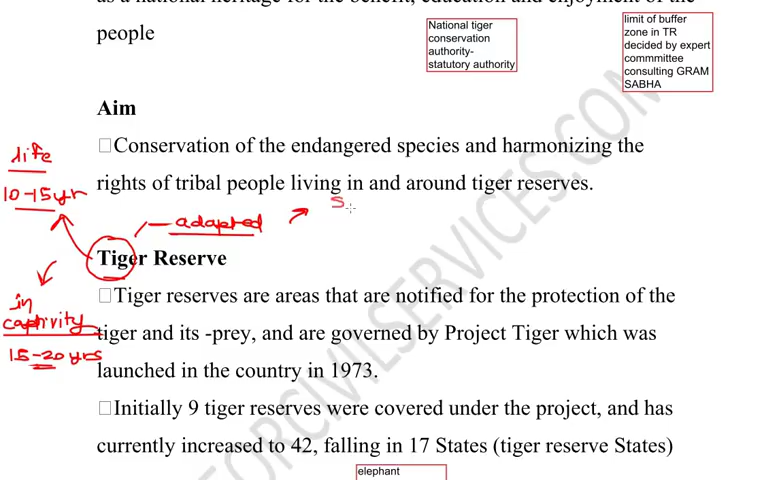 as a national heritage for the benefit, education and enjoyment of the
people
National tiger
conservation
authority-
statutory authority
limit of buffer
zone in TR
decided by expert
commmittee
consulting GRAM
SABHA
Aim
Conservation of the endangered species and harmonizing the
rights of tribal people living in and around tiger reserves.
life
10-15yr
adapted
S
Tiger Reserve
in
captivity
15-20yrs
Tiger reserves are areas that are notified for the protection of the
tiger and its -prey, and are governed by Project Tiger which was
launched in the country in 1973.
Initially 9 tiger reserves were covered under the project, and has
currently increased to 42, falling in 17 States (tiger reserve States)
elephant
FORCIVILSERVICES.COM